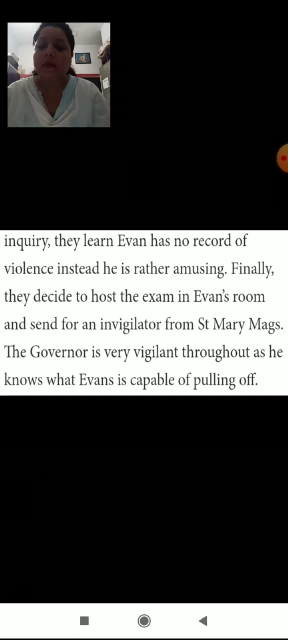 inquiry, they learn Evan has no record of
violence instead he is rather amusing. Finally,
they decide to host the exam in Evan's room
and send for an invigilator from St Mary Mags.
The Governor is very vigilant throughout as he
knows what Evans is capable of pulling off.